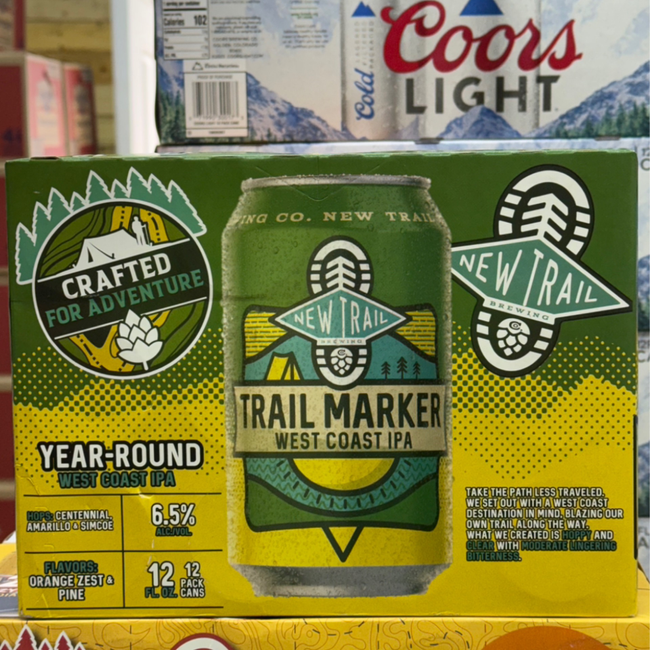 Calories 102
Cold
Coors
LIGHT
ING CO. NEW TRAIL
CRAFTED
FOR ADVENTURE
NEW TRAIL
BREWING
NEW TRAIL
BREWING
TRAIL MARKER
WEST COAST IPA
YEAR-ROUND
WEST COAST IPA
HOPS: CENTENNIAL,
AMARILLO & SIMCOE
6.5%
ALC./VOL.
FLAVORS:
ORANGE ZEST &
PINE
12 FL. OZ.
12 PACK CANS
TAKE THE PATH LESS TRAVELED.
WE SET OUT WITH A WEST COAST
DESTINATION IN MIND, BLAZING OUR
OWN TRAIL ALONG THE WAY.
WHAT WE CREATED IS HOPPY AND
CLEAR WITH MODERATE LINGERING
BITTERNESS.